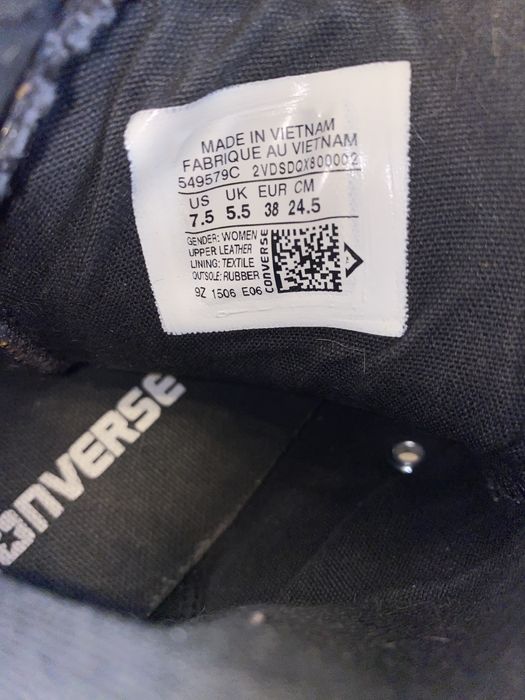 MADE IN VIETNAM
FABRIQUE AU VIETNAM
549579C 2VDSDQX800002
US UK EUR CM
7.5 5.5 38 24.5
GENDER: WOMEN
UPPER LEATHER
LINING: TEXTILE
OUTSOLE: RUBBER
9Z 1506 E06
CONVERSE
CONVERSE